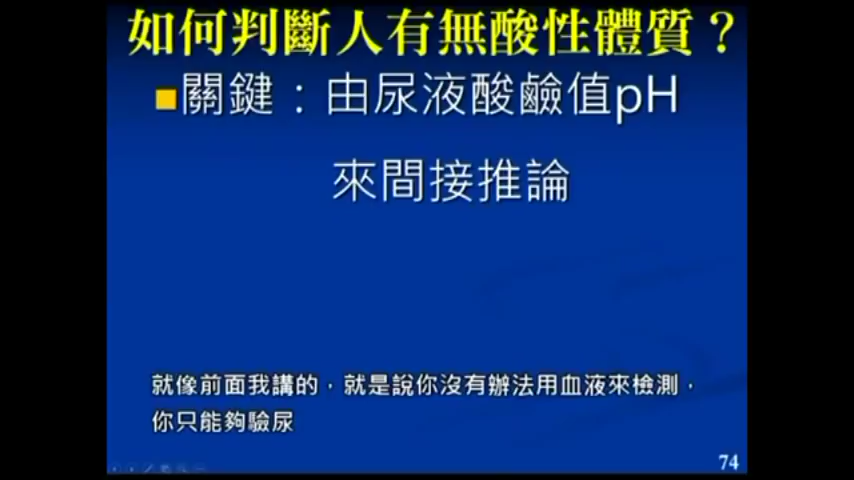 如何判斷人有無酸性體質？
關鍵：由尿液酸鹼值pH
來間接推論
就像前面我講的，就是說你沒有辦法用血液來檢測，
你只能夠驗尿
74